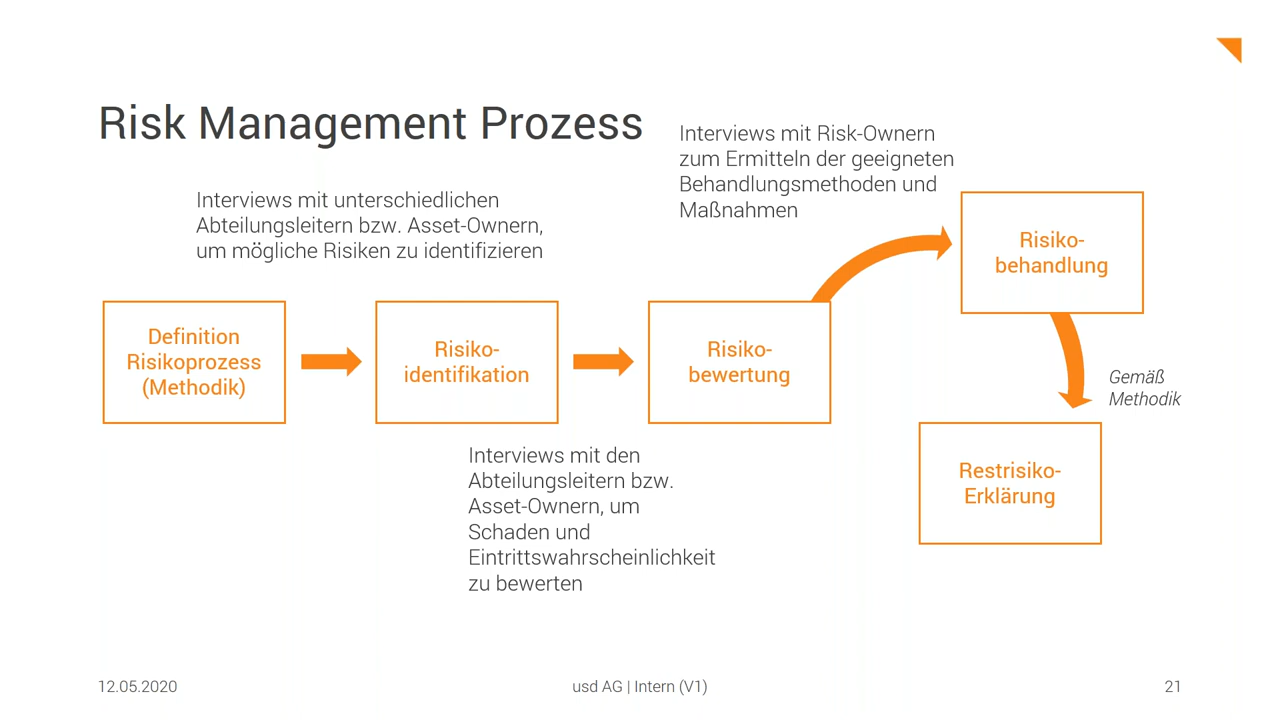 Risk Management Prozess
Interviews mit Risk-Ownern
zum Ermitteln der geeigneten
Behandlungsmethoden und
Maßnahmen
Interviews mit unterschiedlichen
Abteilungsleitern bzw. Asset-Ownern,
um mögliche Risiken zu identifizieren
Definition
Risikoprozess
(Methodik)
Risiko-
identifikation
Risiko-
bewertung
Risiko-
behandlung
Gemäß
Methodik
Restrisiko-
Erklärung
Interviews mit den
Abteilungsleitern bzw.
Asset-Ownern, um
Schaden und
Eintrittswahrscheinlichkeit
zu bewerten
12.05.2020
usd AG | Intern (V1)
21